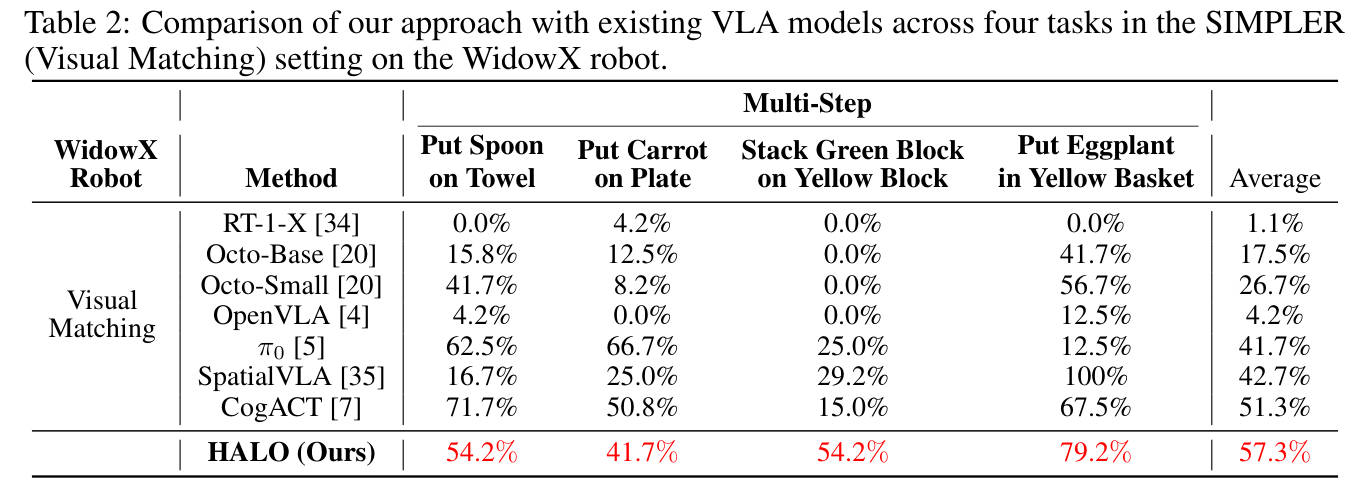 Table 2: Comparison of our approach with existing VLA models across four tasks in the SIMPLER
(Visual Matching) setting on the WidowX robot.
Multi-Step
WidowX Robot | Method | Put Spoon on Towel | Put Carrot on Plate | Stack Green Block on Yellow Block | Put Eggplant in Yellow Basket | Average
Visual Matching
RT-1-X [34] 0.0% 4.2% 0.0% 0.0% 1.1%
Octo-Base [20] 15.8% 12.5% 0.0% 41.7% 17.5%
Octo-Small [20] 41.7% 8.2% 0.0% 56.7% 26.7%
OpenVLA [4] 4.2% 0.0% 0.0% 12.5% 4.2%
π₀ [5] 62.5% 66.7% 25.0% 12.5% 41.7%
SpatialVLA [35] 16.7% 25.0% 29.2% 100% 42.7%
CogACT [7] 71.7% 50.8% 15.0% 67.5% 51.3%
HALO (Ours) 54.2% 41.7% 54.2% 79.2% 57.3%